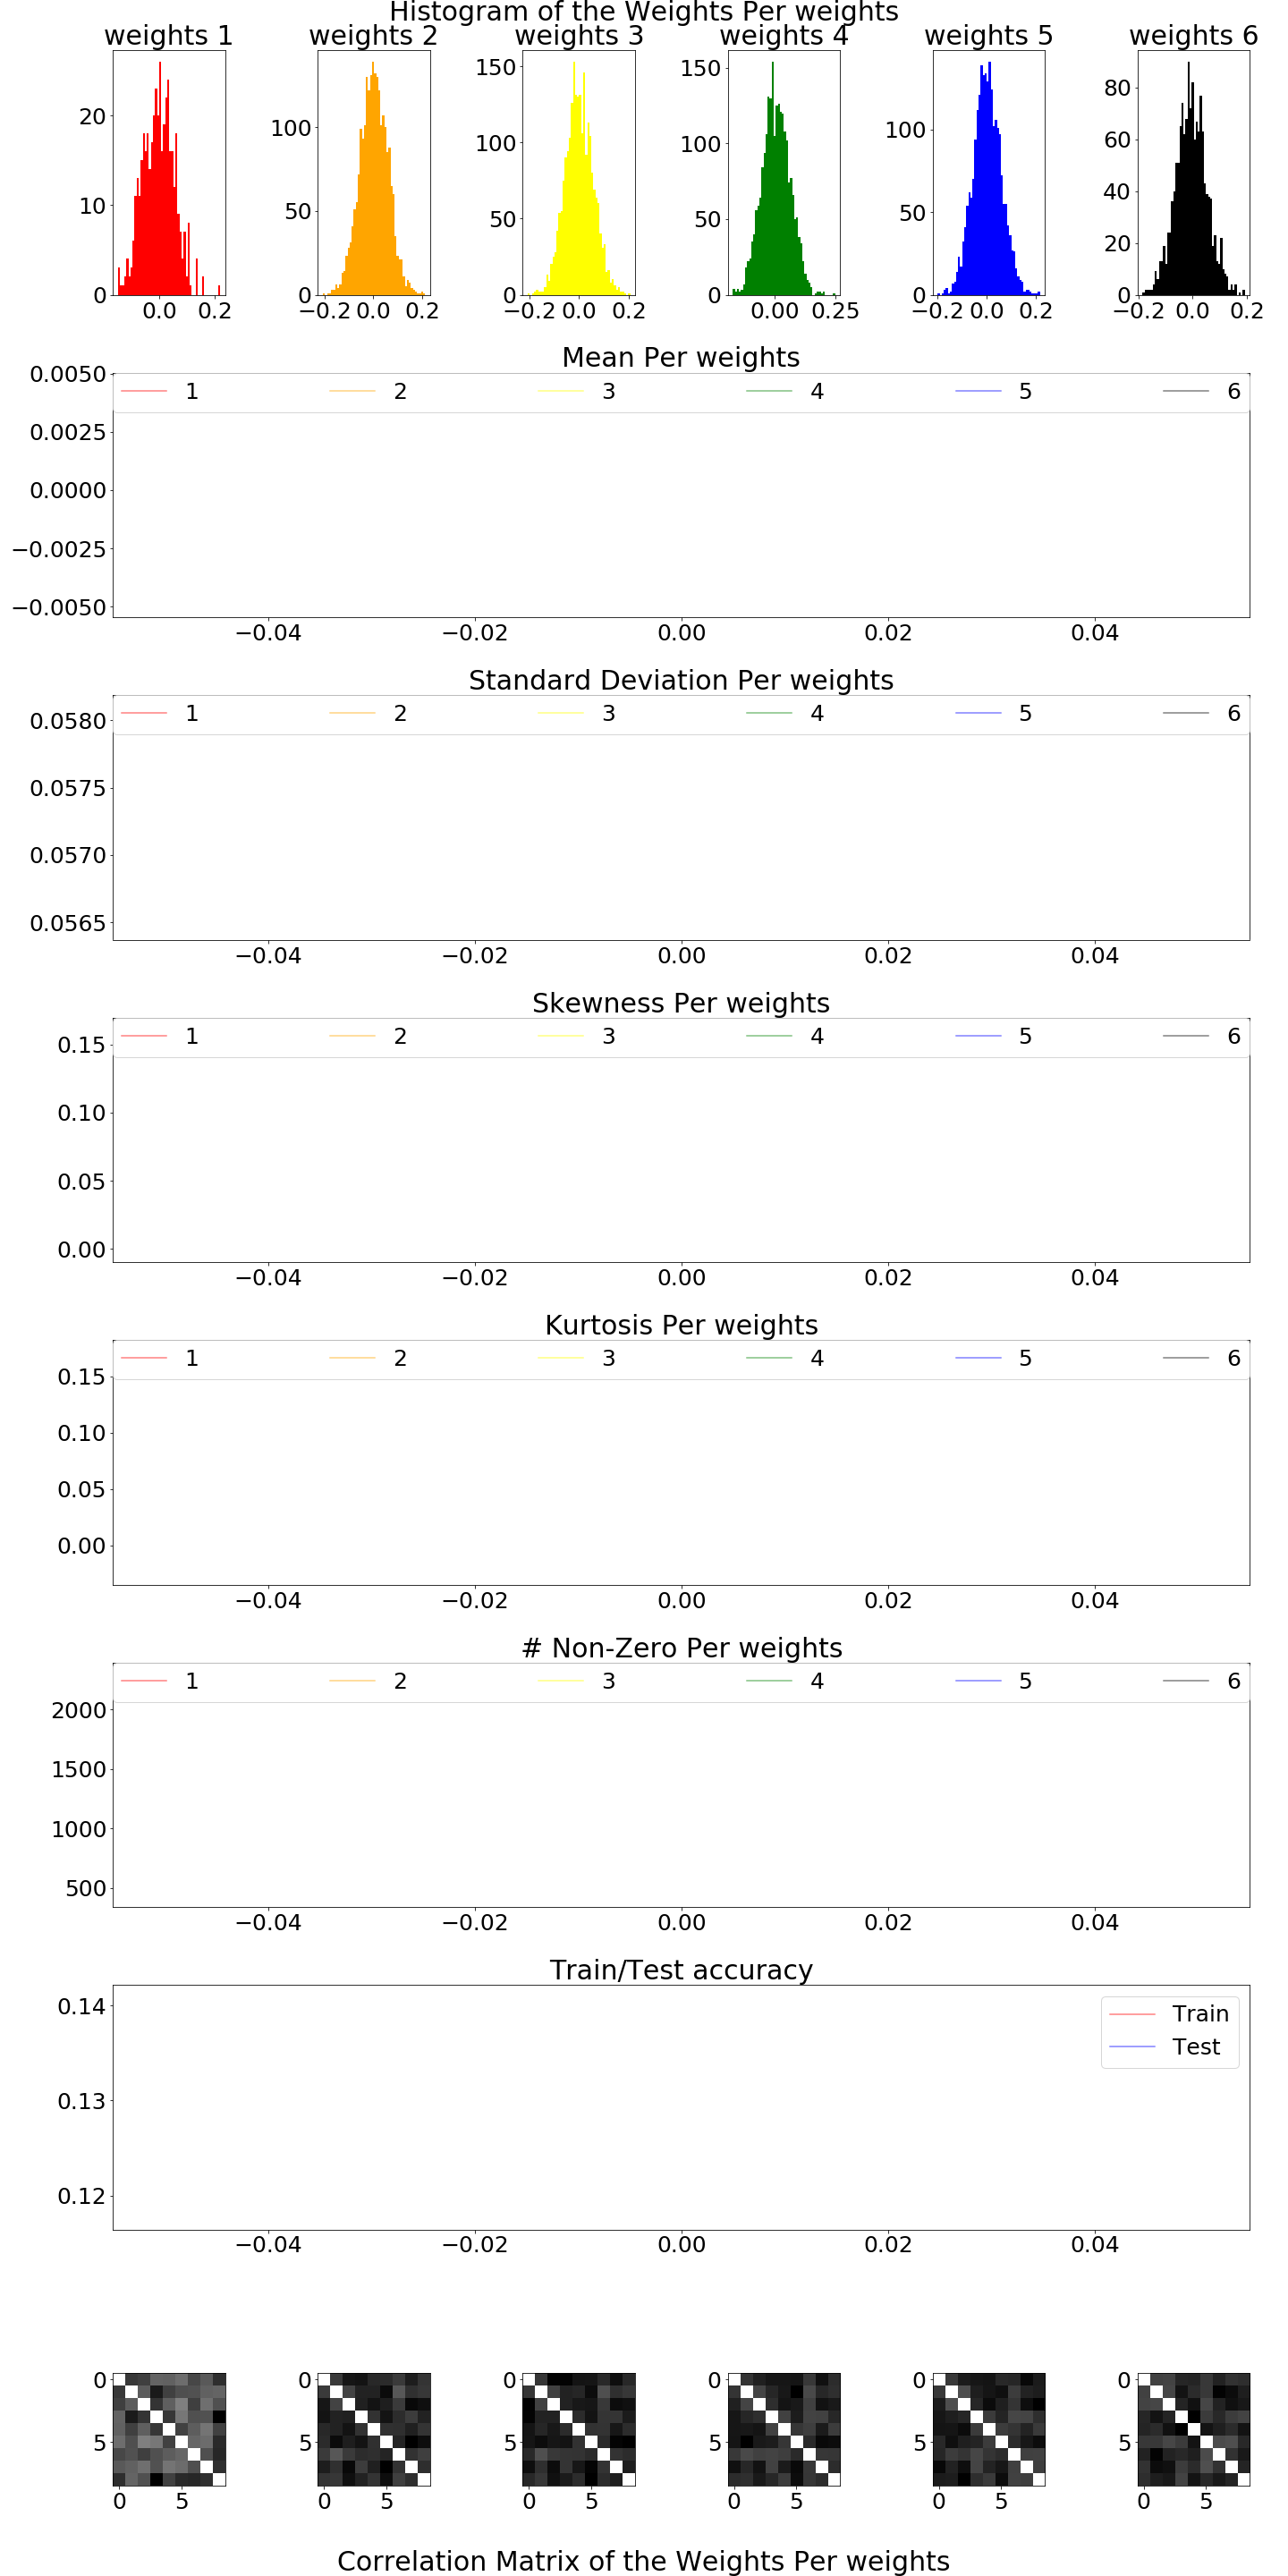 Histogram of the Weights Per weights
weights 1 weights 2 weights 3 weights 4 weights 5 weights 6
20 10 0 0.0 0.2
100 50 0 −0.2 0.0 0.2
150 100 50 0 −0.2 0.0 0.2
150 100 50 0 0.00 0.25
100 50 0 −0.2 0.0 0.2
80 60 40 20 0 −0.2 0.0 0.2
Mean Per weights
1 2 3 4 5 6
0.0050
0.0025
0.0000
−0.0025
−0.0050
−0.04 −0.02 0.00 0.02 0.04
Standard Deviation Per weights
1 2 3 4 5 6
0.0580
0.0575
0.0570
0.0565
−0.04 −0.02 0.00 0.02 0.04
Skewness Per weights
1 2 3 4 5 6
0.15
0.10
0.05
0.00
−0.04 −0.02 0.00 0.02 0.04
Kurtosis Per weights
1 2 3 4 5 6
0.15
0.10
0.05
0.00
−0.04 −0.02 0.00 0.02 0.04
# Non-Zero Per weights
1 2 3 4 5 6
2000
1500
1000
500
−0.04 −0.02 0.00 0.02 0.04
Train/Test accuracy
Train
Test
0.14
0.13
0.12
−0.04 −0.02 0.00 0.02 0.04
0 0 0 0 0 0
5 5 5 5 5 5
0 5 0 5 0 5 0 5 0 5 0 5
Correlation Matrix of the Weights Per weights